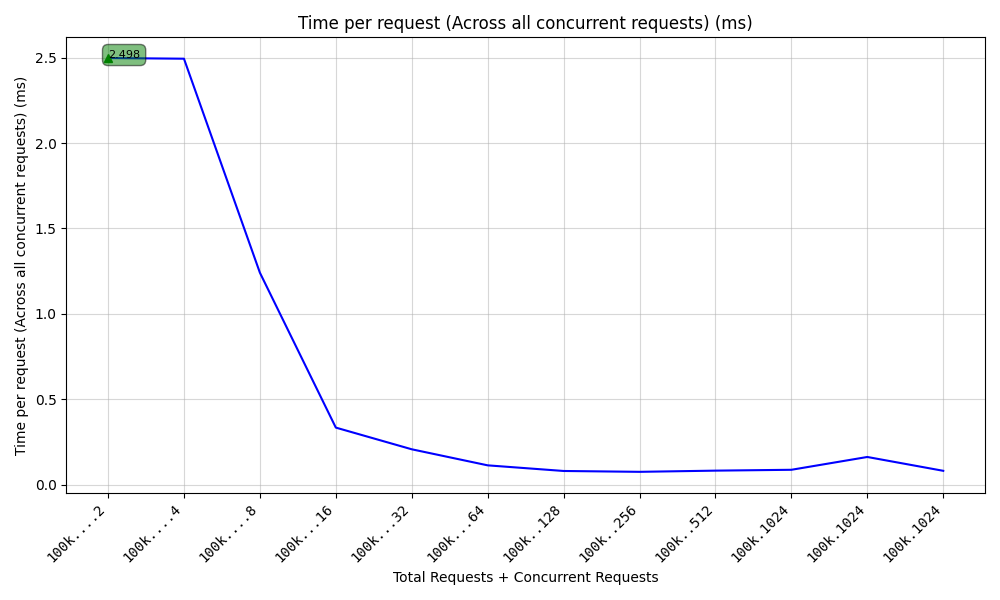 Time per request (Across all concurrent requests) (ms)
Time per request (Across all concurrent requests) (ms)
2.5
2.0
1.5
1.0
0.5
0.0
2.498
100k....2
100k....4
100k....8
100k...16
100k...32
100k...64
100k..128
100k..256
100k..512
100k.1024
100k.1024
100k.1024
Total Requests + Concurrent Requests